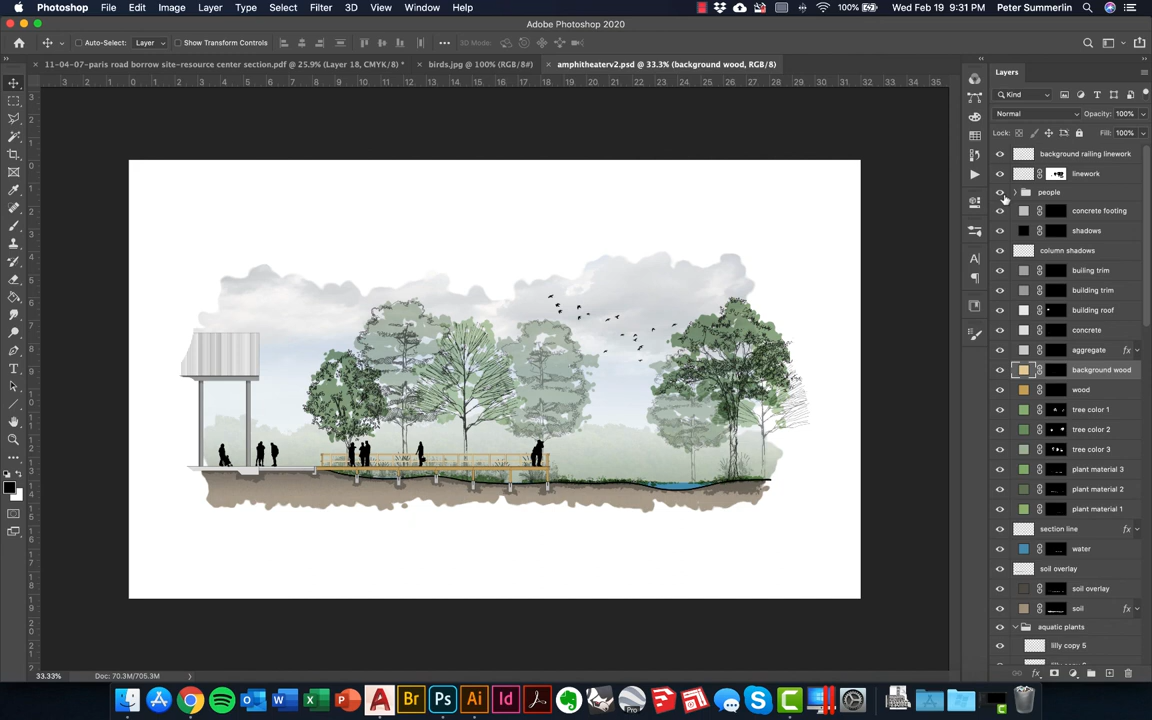 Photoshop File Edit Image Layer Type Select Filter 3D View Window Help 100% Wed Feb 19 9:31 PM Peter Summerlin
Adobe Photoshop 2020
Auto-Select: Layer Show Transform Controls 3D Mode:
11-04-07-paris road borrow site-resource center section.pdf @ 25.9% (Layer 18, CMYK/8) * birds.jpg @ 100% (RGB/8#) amphitheaterv2.psd @ 33.3% (background wood, RGB/8)
Layers
Kind
Normal Opacity: 100%
Lock: Fill: 100%
background railing linework
linework
people
concrete footing
shadows
column shadows
builing trim
building trim
building roof
concrete
aggregate fx
background wood
wood
tree color 1
tree color 2
tree color 3
plant material 3
plant material 2
plant material 1
section line fx
water
soil overlay
soil overlay
soil fx
aquatic plants
lilly copy 5
33.33% Doc: 70.3M/705.3M